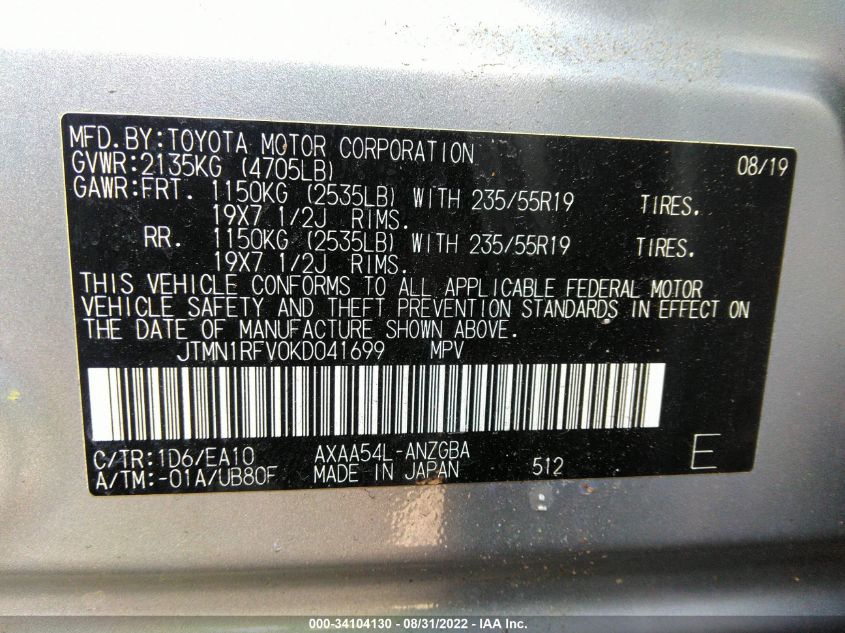 MFD.BY:TOYOTA MOTOR CORPORATION 08/19
GVWR:2135KG (4705LB)
GAWR:FRT. 1150KG (2535LB) WITH 235/55R19 TIRES.
19X7 1/2J RIMS.
RR. 1150KG (2535LB) WITH 235/55R19 TIRES.
19X7 1/2J RIMS.
THIS VEHICLE CONFORMS TO ALL APPLICABLE FEDERAL MOTOR
VEHICLE SAFETY AND THEFT PREVENTION STANDARDS IN EFFECT ON
THE DATE OF MANUFACTURE SHOWN ABOVE.
JTMN1RFV0KD041699 MPV
C/TR:1D6/EA10 AXAA54L-ANZGBA
A/TM:-01A/UB80F MADE IN JAPAN 512 E
000-34104130 - 08/31/2022 - IAA Inc.